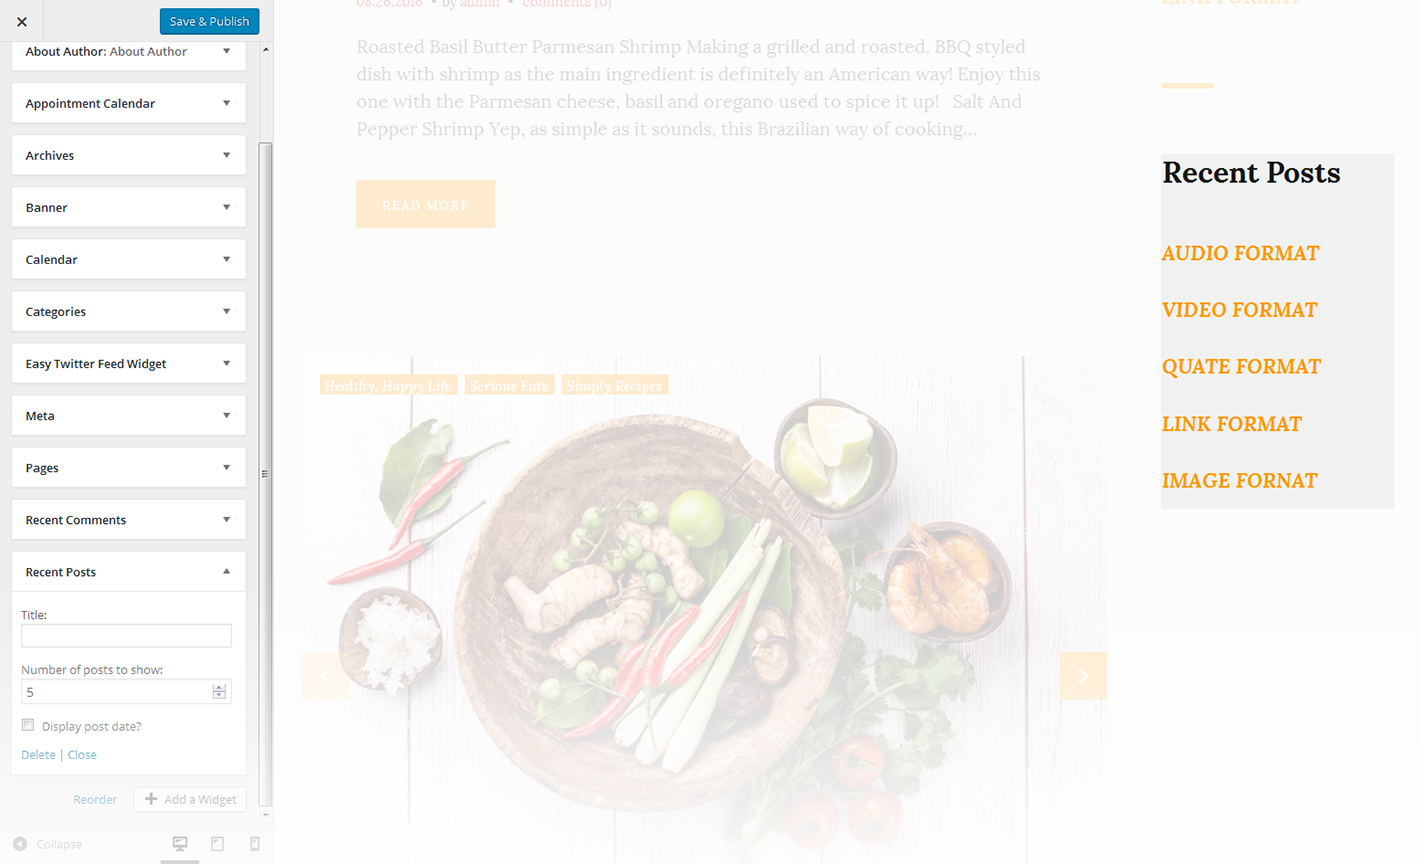 Save & Publish
About Author: About Author
Appointment Calendar
Archives
Banner
Calendar
Categories
Easy Twitter Feed Widget
Meta
Pages
Recent Comments
Recent Posts
Title:
Number of posts to show:
5
Display post date?
Delete | Close
Reorder
Add a Widget
Collapse
08.26.2016 • by admin • comments (0)
Roasted Basil Butter Parmesan Shrimp Making a grilled and roasted, BBQ styled
dish with shrimp as the main ingredient is definitely an American way! Enjoy this
one with the Parmesan cheese, basil and oregano used to spice it up! Salt And
Pepper Shrimp Yep, as simple as it sounds, this Brazilian way of cooking...
READ MORE
Healthy, Happy Life Serious Eats Simply Recipes
LINK FORMAT
Recent Posts
AUDIO FORMAT
VIDEO FORMAT
QUATE FORMAT
LINK FORMAT
IMAGE FORNAT